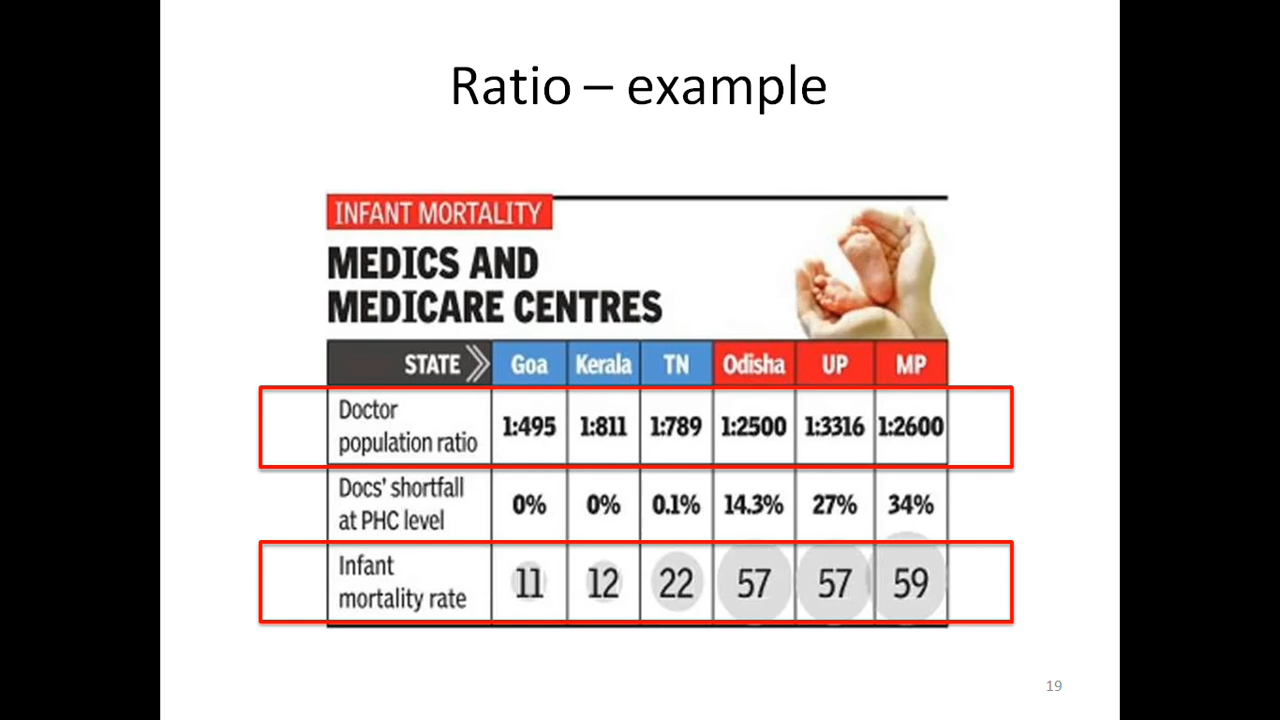 Ratio – example
INFANT MORTALITY
MEDICS AND
MEDICARE CENTRES
STATE Goa Kerala TN Odisha UP MP
Doctor
population ratio 1:495 1:811 1:789 1:2500 1:3316 1:2600
Docs' shortfall
at PHC level 0% 0% 0.1% 14.3% 27% 34%
Infant
mortality rate 11 12 22 57 57 59
19